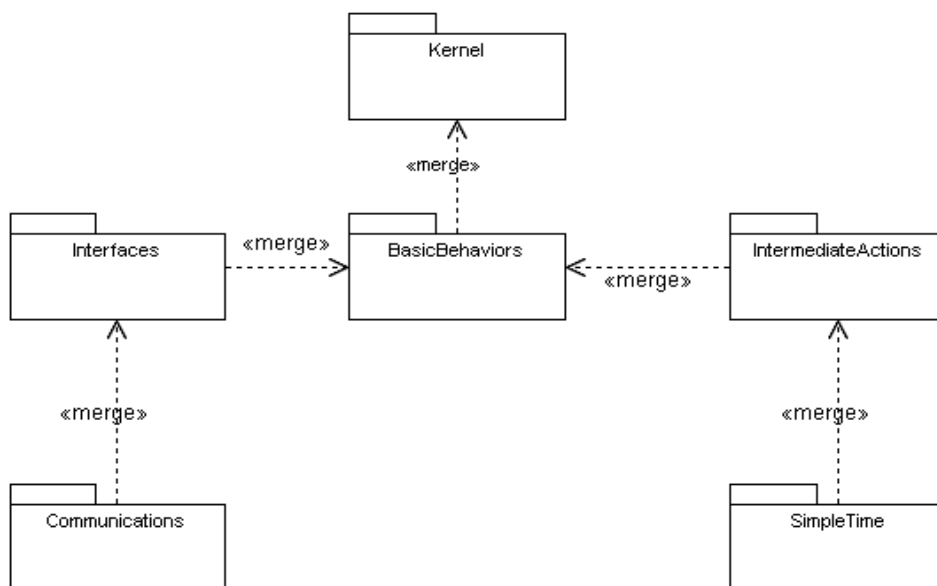 Kernel
«merge»
Interfaces
«merge»
BasicBehaviors
«merge»
IntermediateActions
«merge»
«merge»
Communications
SimpleTime